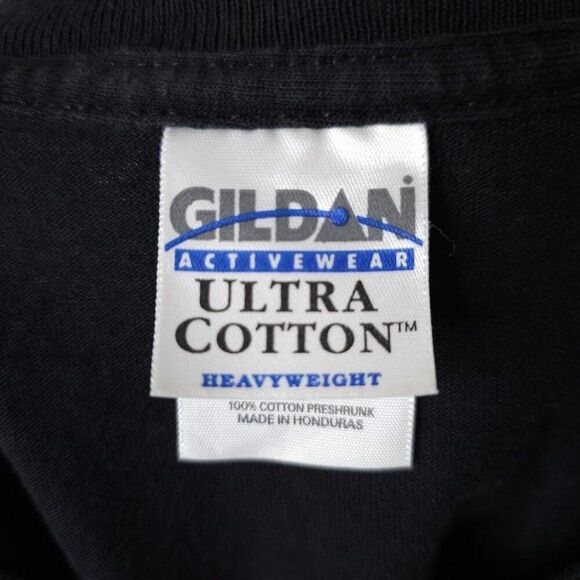 GILDAN
ACTIVEWEAR
ULTRA
COTTON™
HEAVYWEIGHT
100% COTTON PRESHRUNK
MADE IN HONDURAS